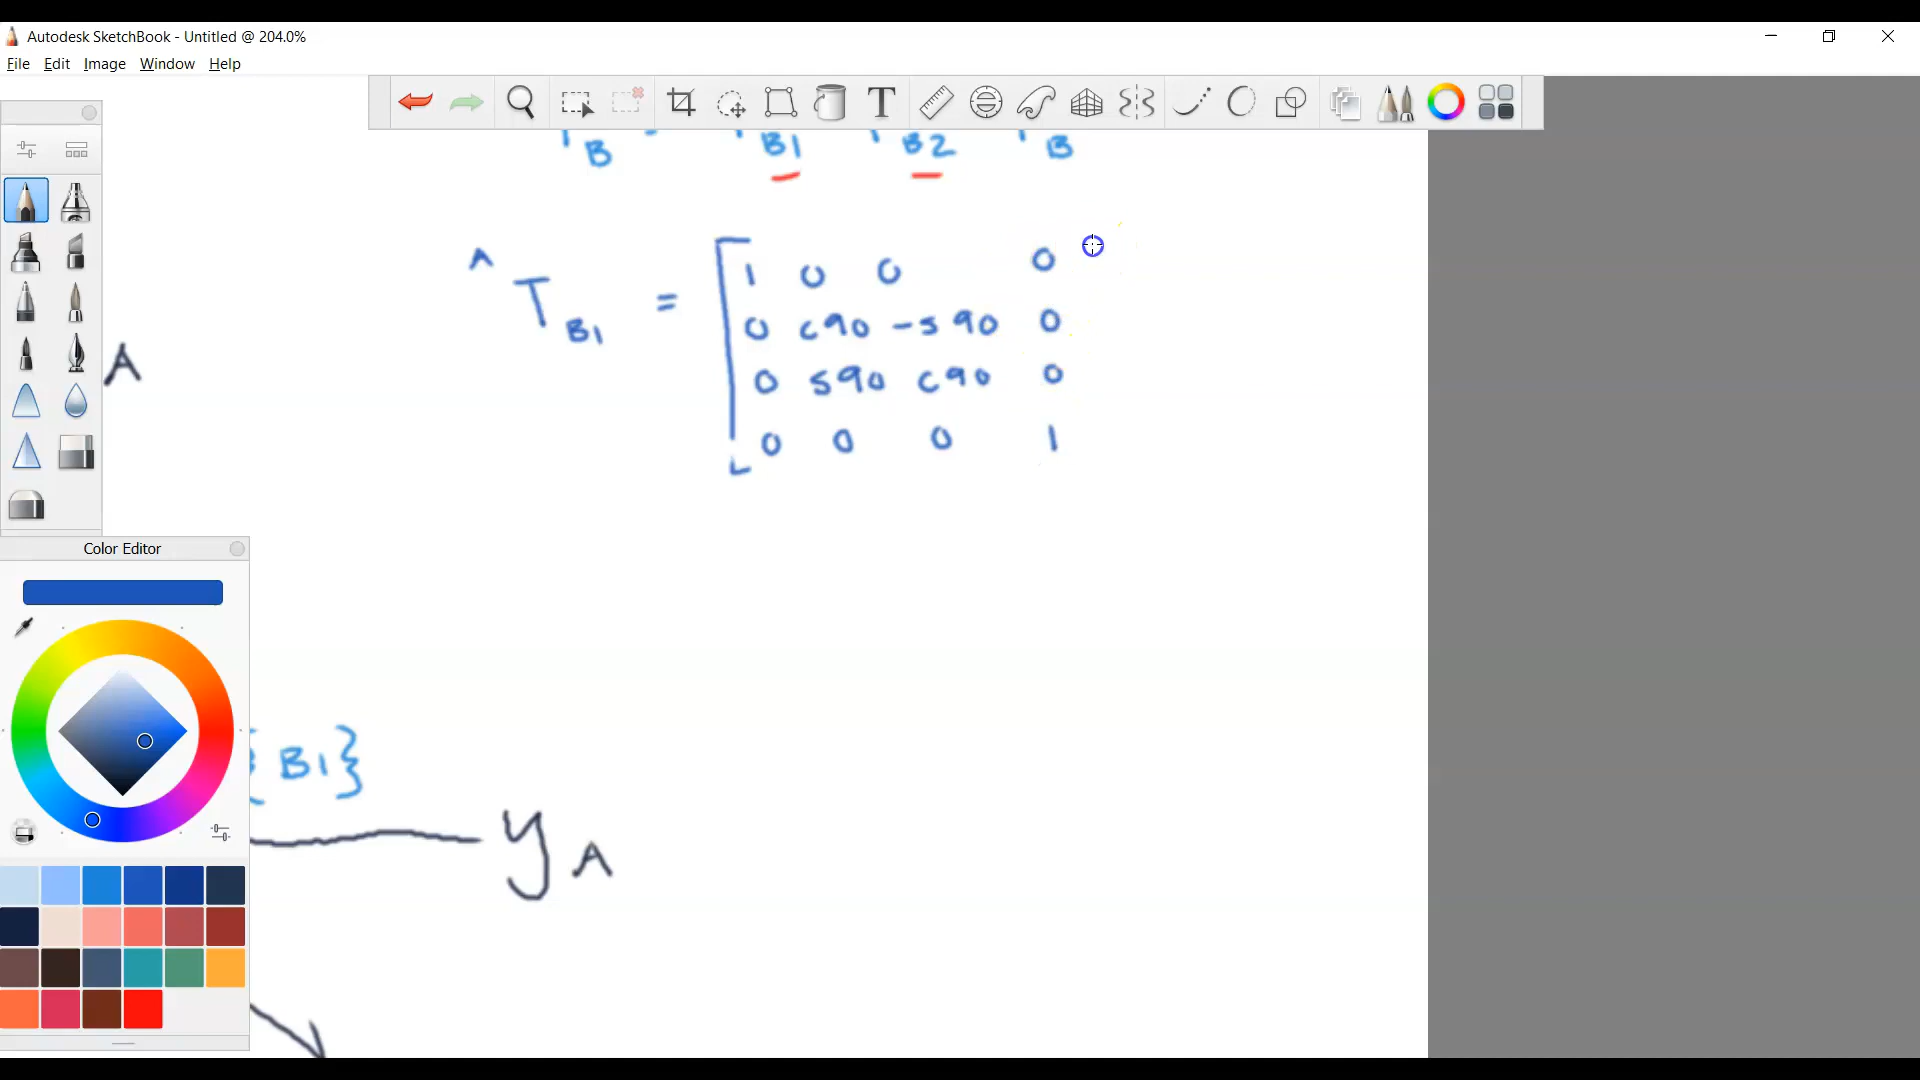 Autodesk SketchBook - Untitled @ 204.0%
File Edit Image Window Help
T
B = B1 B2 B
A T B1 = [ 1 0 0 0
0 c90 -s90 0
0 s90 c90 0
0 0 0 1
A
Color Editor
{B1}
y A